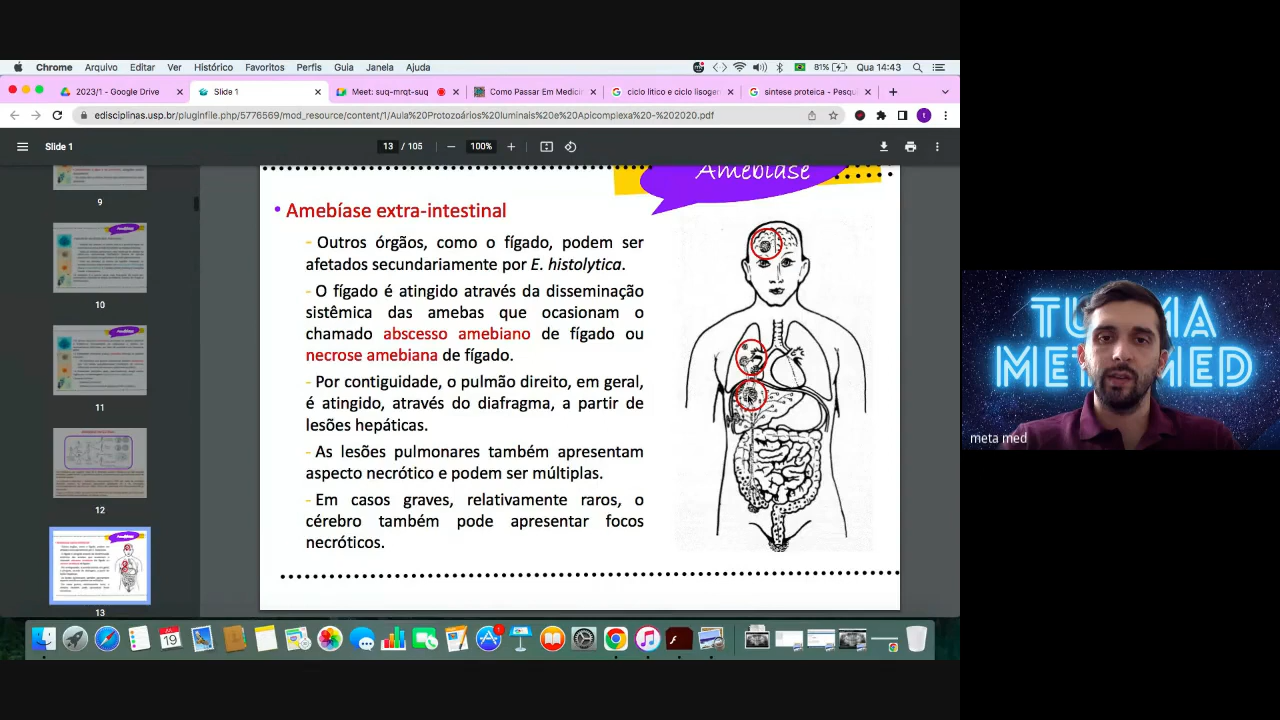 Chrome Arquivo Editar Ver Histórico Favoritos Perfis Guia Janela Ajuda
81% Qua 14:43
2023/1 - Google Drive
Slide 1
Meet: suq-mrqt-suq
Como Passar Em Medicin
ciclo lítico e ciclo lisogen
síntese proteica - Pesqui
edisciplinas.usp.br/pluginfile.php/5776569/mod_resource/content/1/Aula%20Protozoários%20luminais%20e%20Apicomplexa%20-%202020.pdf
Slide 1
13 / 105
100%
9
10
11
12
13
Amebíase
• Amebíase extra-intestinal
- Outros órgãos, como o fígado, podem ser
afetados secundariamente por E. histolytica.
- O fígado é atingido através da disseminação
sistêmica das amebas que ocasionam o
chamado abscesso amebiano de fígado ou
necrose amebiana de fígado.
- Por contiguidade, o pulmão direito, em geral,
é atingido, através do diafragma, a partir de
lesões hepáticas.
- As lesões pulmonares também apresentam
aspecto necrótico e podem ser múltiplas.
- Em casos graves, relativamente raros, o
cérebro também pode apresentar focos
necróticos.
meta med